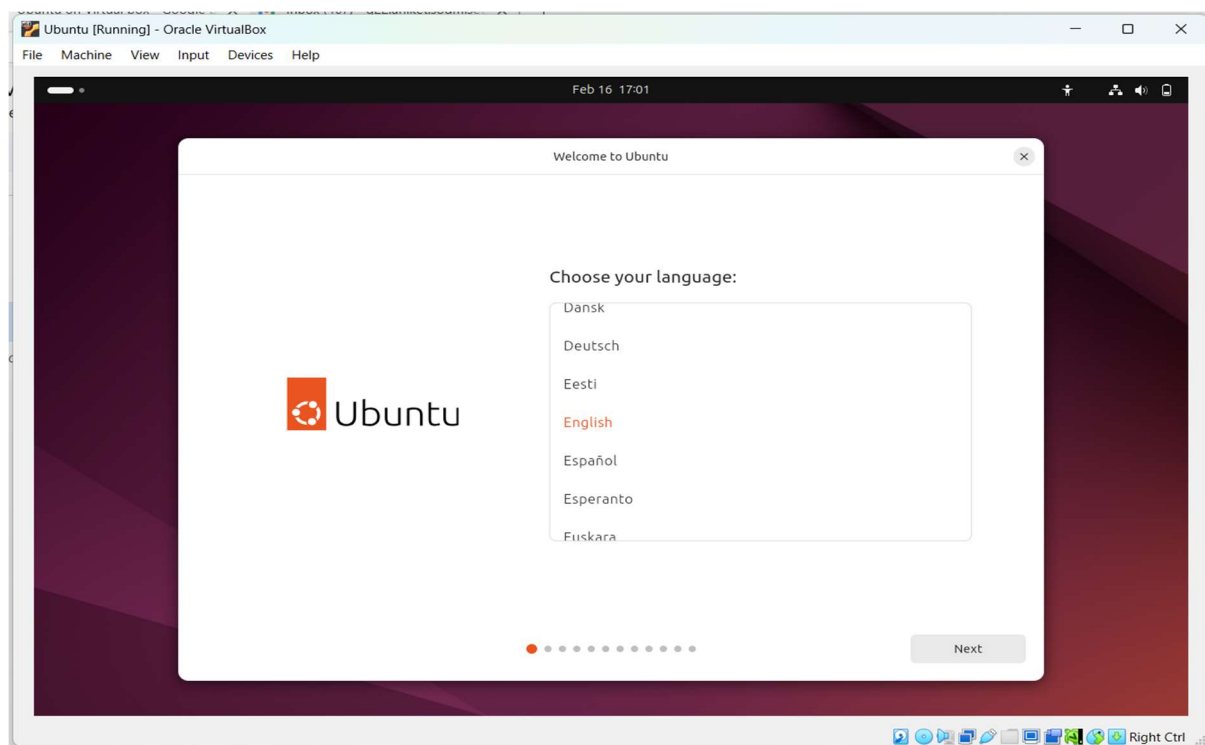 Ubuntu [Running] - Oracle VirtualBox
File Machine View Input Devices Help
Feb 16 17:01
Welcome to Ubuntu
Choose your language:
Dansk
Deutsch
Eesti
English
Español
Esperanto
Euskara
Ubuntu
Next
Right Ctrl